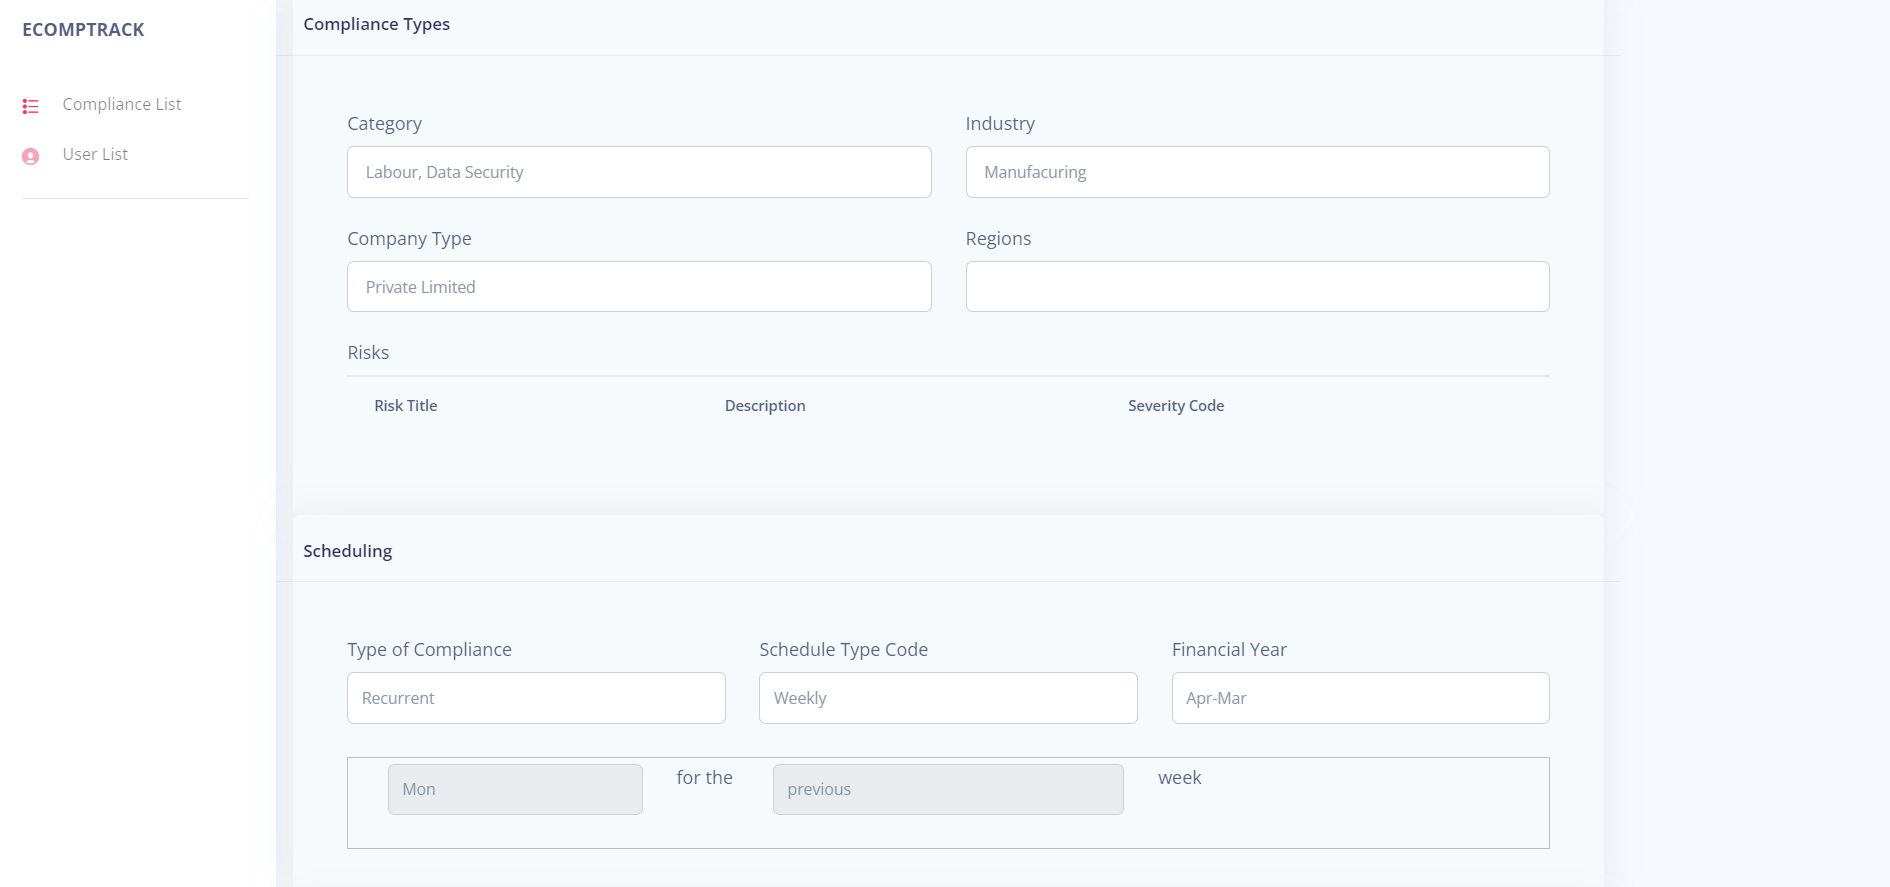 ECOMPTRACK
Compliance List
User List
Compliance Types
Category
Industry
Labour, Data Security
Manufacuring
Company Type
Regions
Private Limited
Risks
Risk Title
Description
Severity Code
Scheduling
Type of Compliance
Schedule Type Code
Financial Year
Recurrent
Weekly
Apr-Mar
Mon for the previous week